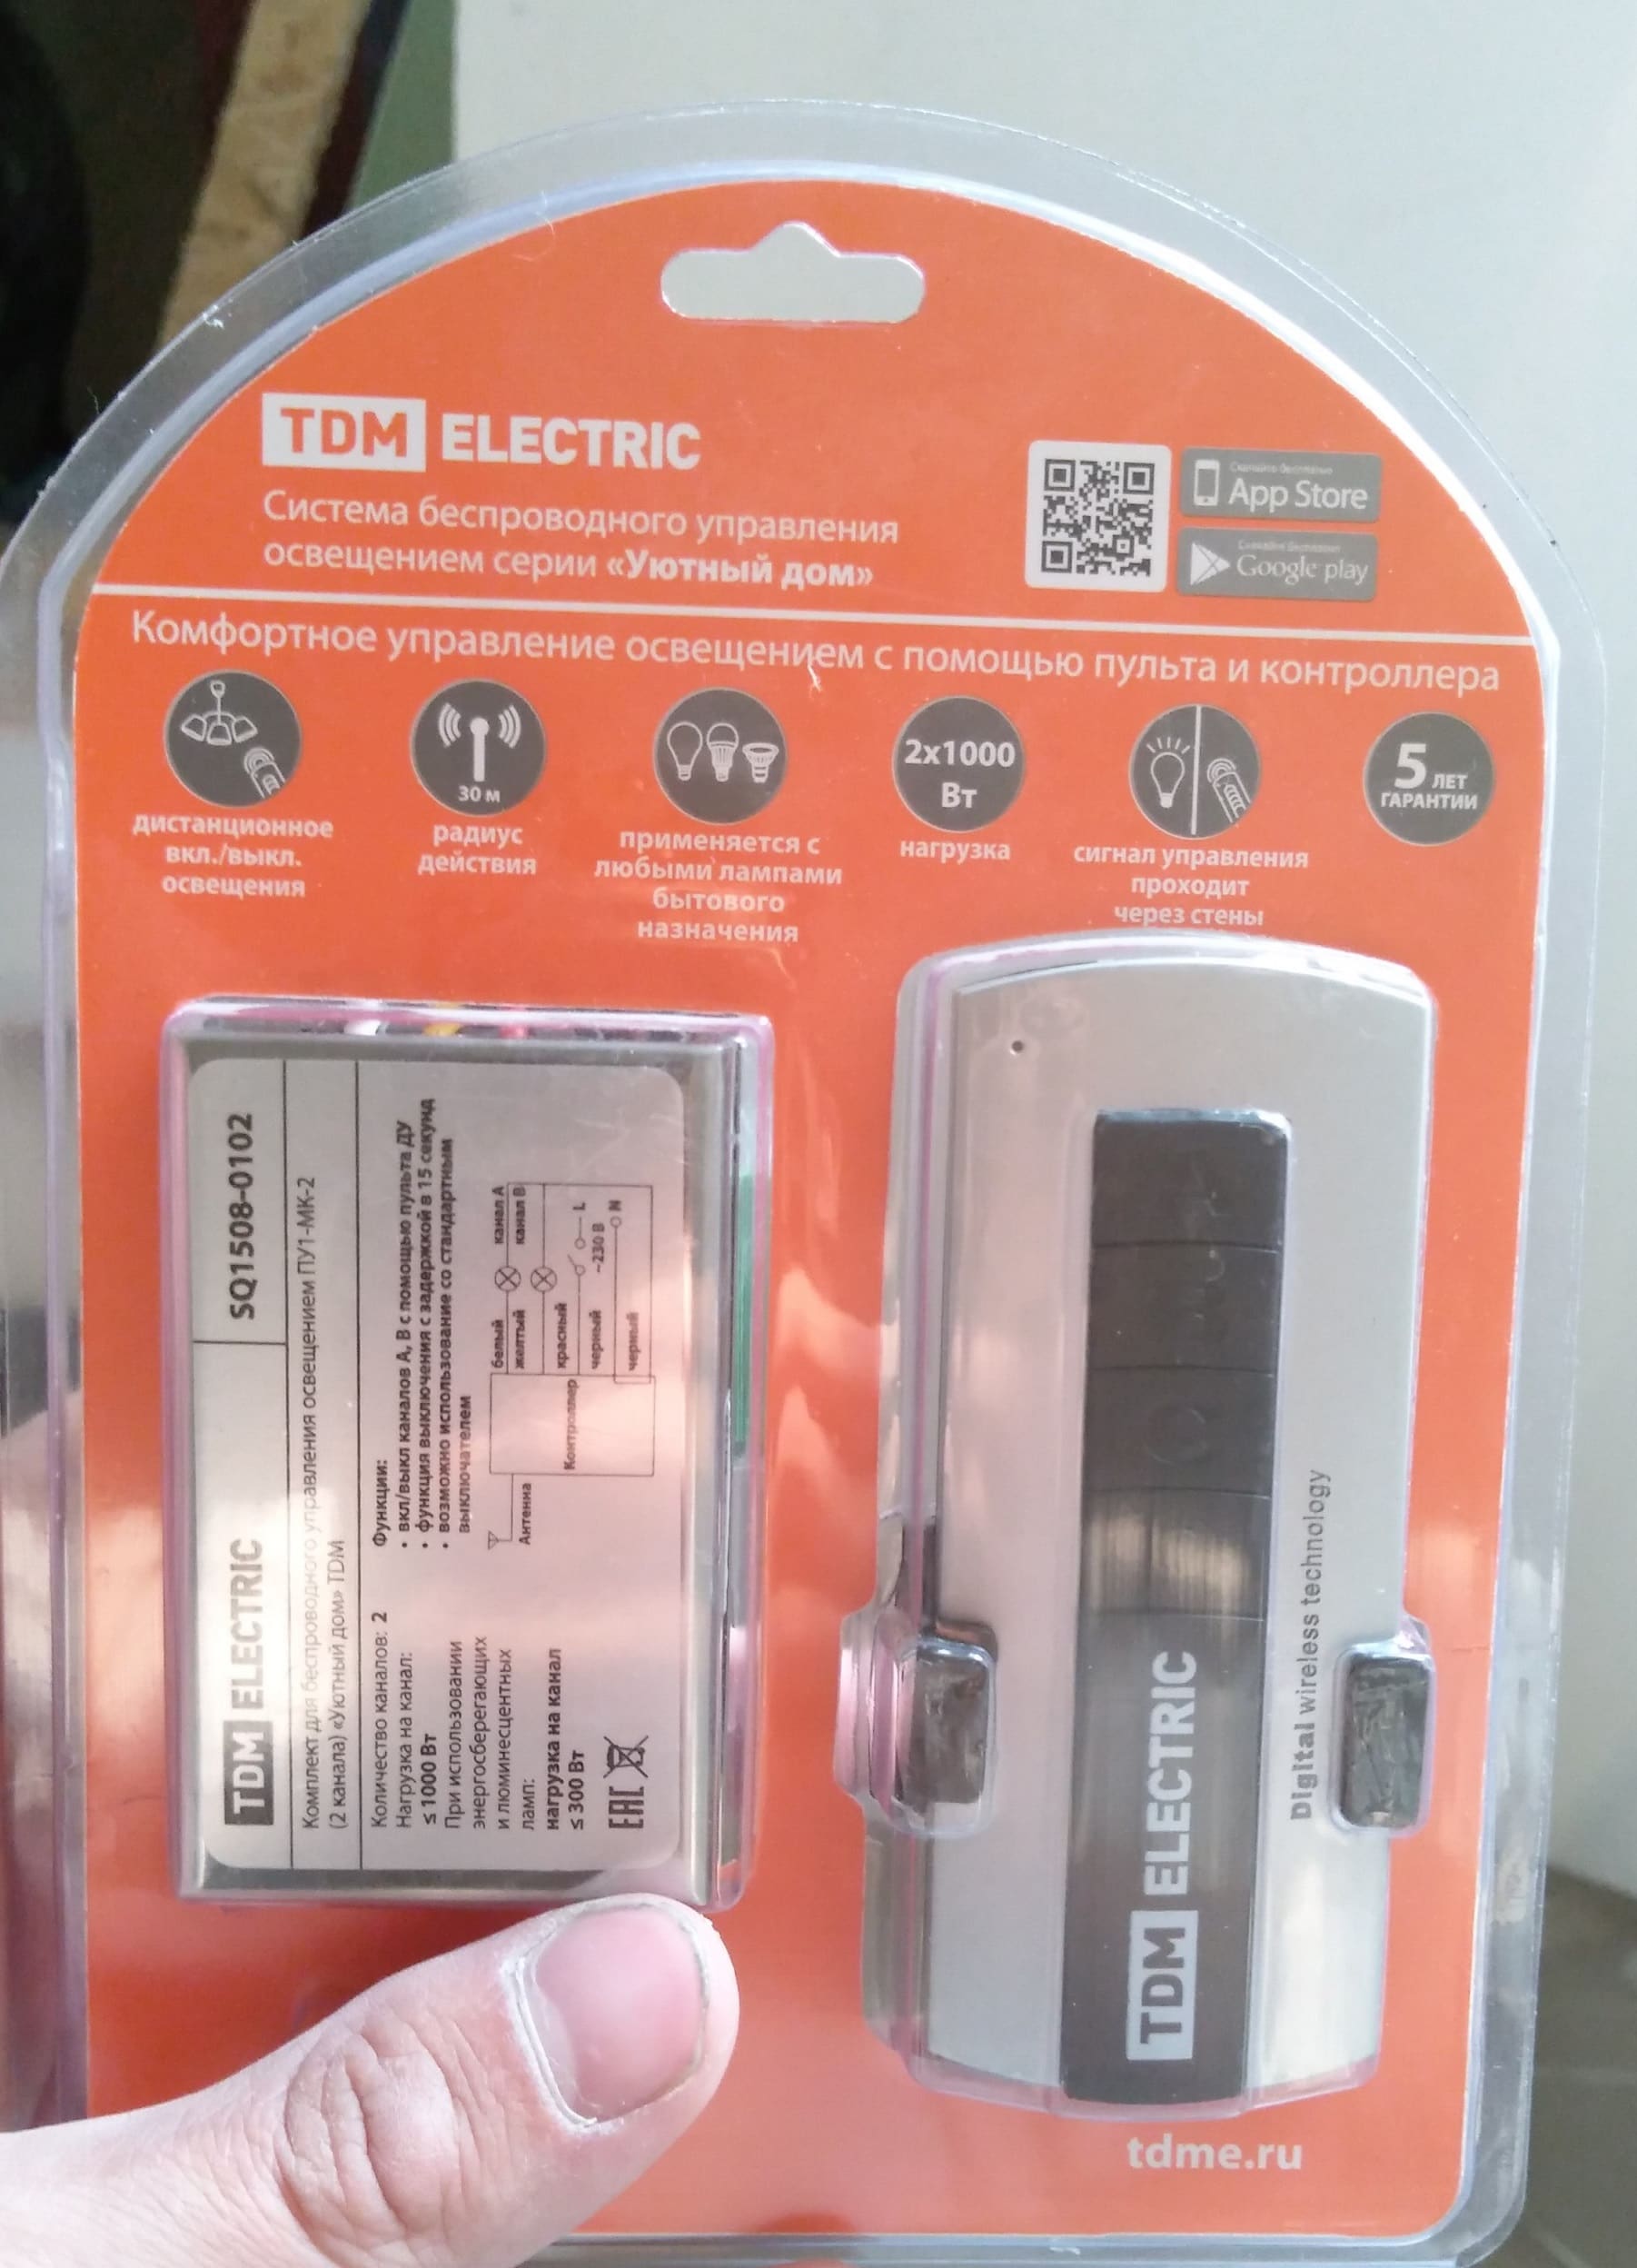 TDM ELECTRIC
Система беспроводного управления
освещением серии «Уютный дом»
Скачайте бесплатно
App Store
Скачайте бесплатно
Google play
Комфортное управление освещением с помощью пульта и контроллера
дистанционное
вкл./выкл.
освещения
30 м
радиус
действия
применяется с
любыми лампами
бытового
назначения
2x1000
Вт
нагрузка
сигнал управления
проходит
через стены
5 ЛЕТ
ГАРАНТИИ
TDM ELECTRIC
SQ1508-0102
Комплект для беспроводного управления освещением ПУ1-МК-2
(2 канала) «Уютный дом» TDM
Количество каналов: 2
Нагрузка на канал:
≤ 1000 Вт
При использовании
энергосберегающих
и люминесцентных
ламп:
нагрузка на канал
≤ 300 Вт
EAC
Функции:
• вкл/выкл каналов А, В с помощью пульта ДУ
• функция выключения с задержкой в 15 секунд
• возможно использование со стандартным
выключателем
Антенна
Контроллер
белый
канал А
желтый
канал В
красный
L
черный
~230 В
черный
N
TDM ELECTRIC
Digital wireless technology
tdme.ru